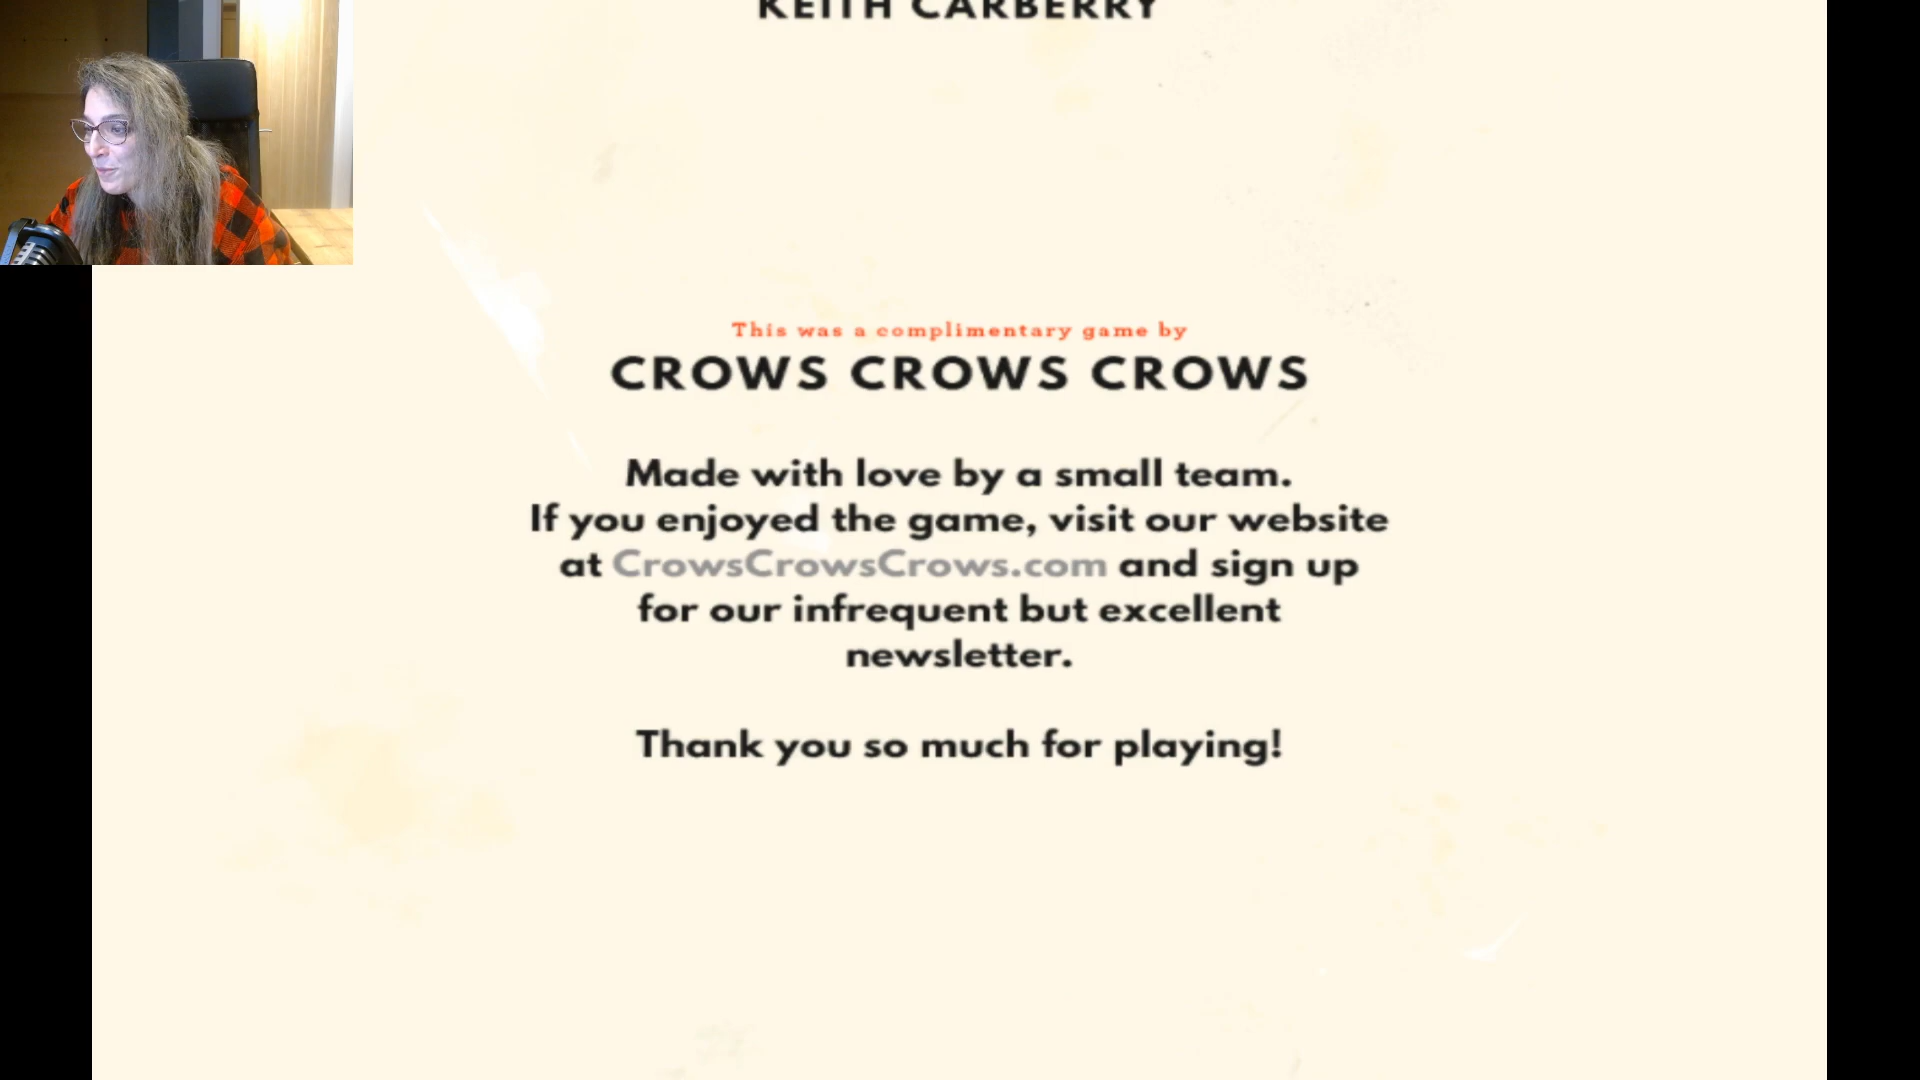 KEITH CARBERRY
This was a complimentary game by
CROWS CROWS CROWS
Made with love by a small team.
If you enjoyed the game, visit our website
at CrowsCrowsCrows.com and sign up
for our infrequent but excellent
newsletter.
Thank you so much for playing!